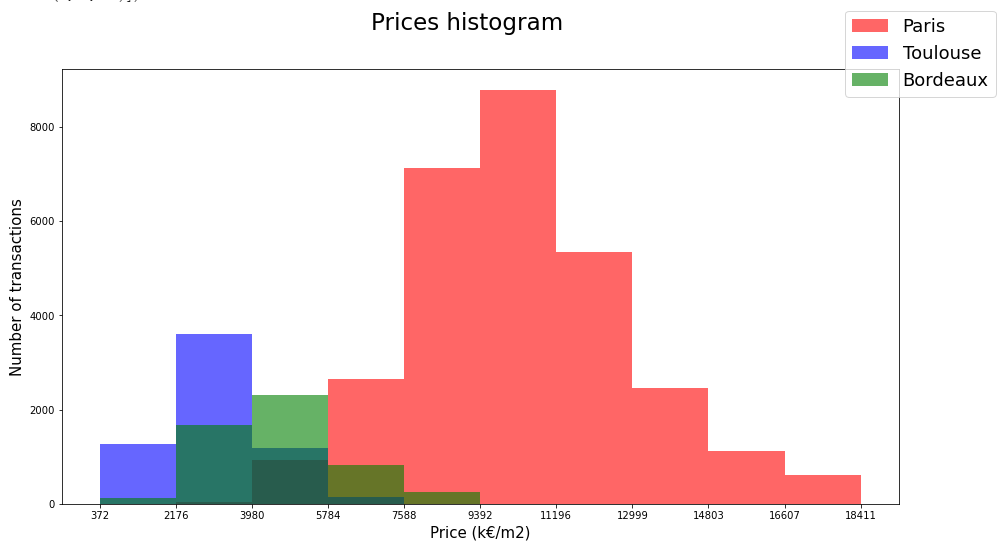 Prices histogram
Paris
Toulouse
Bordeaux
Number of transactions
8000
6000
4000
2000
0
372 2176 3980 5784 7588 9392 11196 12999 14803 16607 18411
Price (k€/m2)